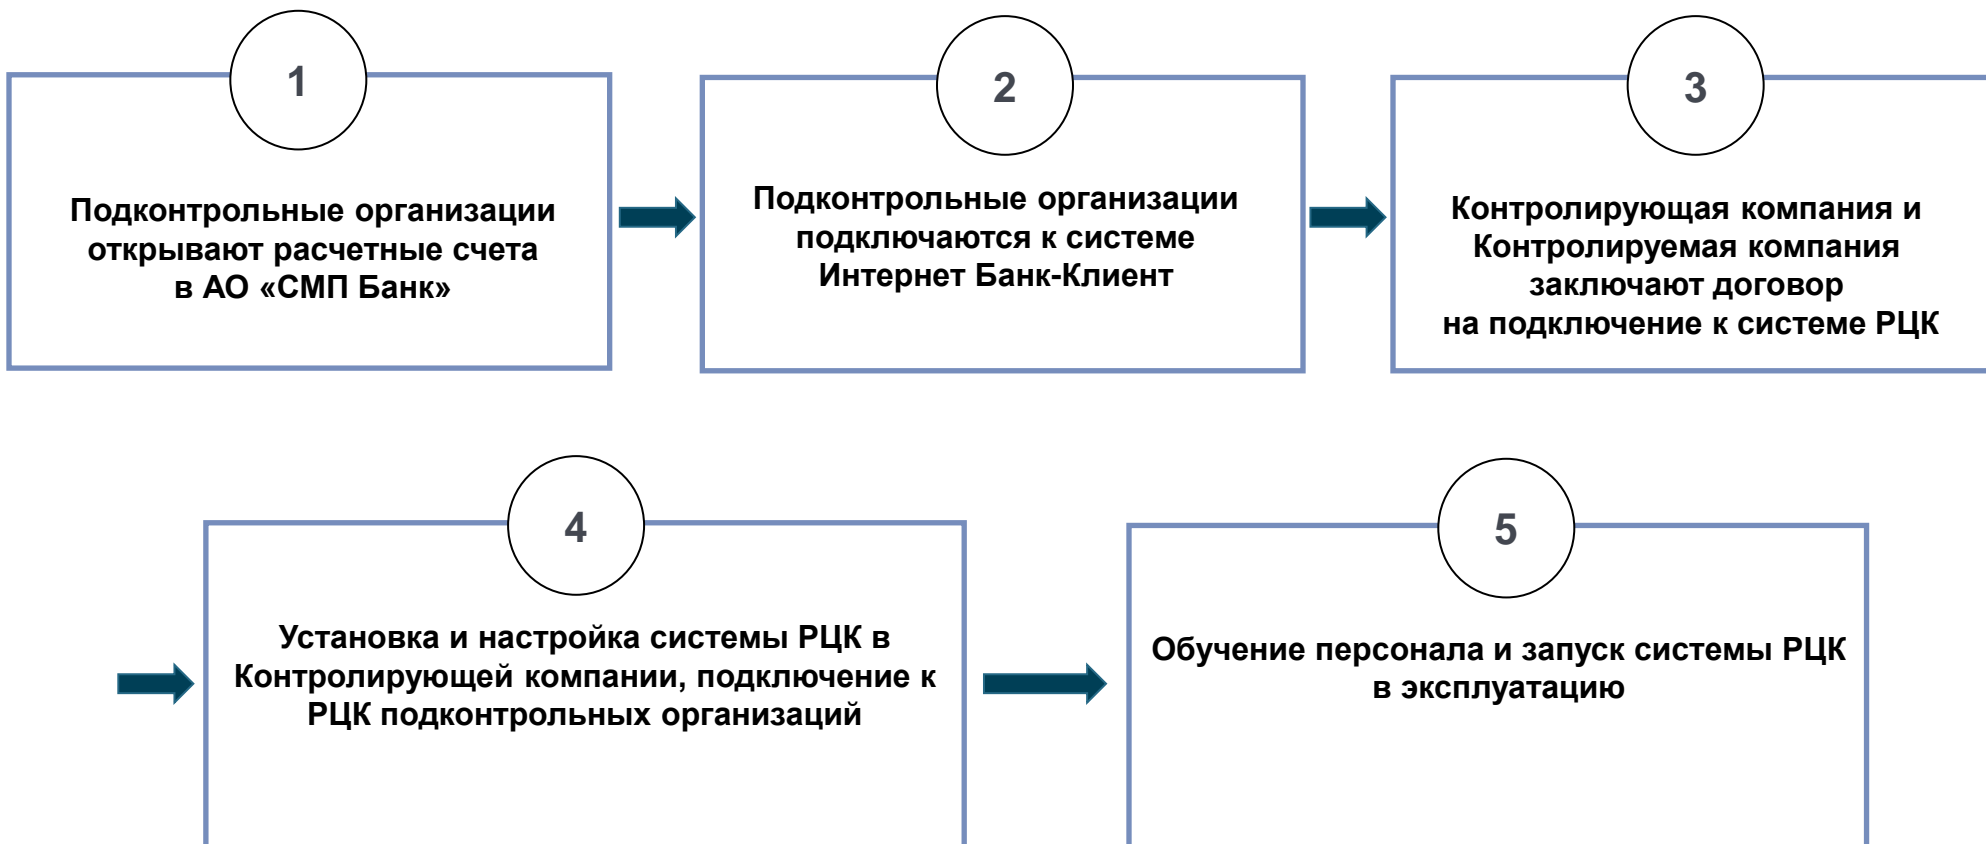 1
Подконтрольные организации
открывают расчетные счета
в АО «СМП Банк»
2
Подконтрольные организации
подключаются к системе
Интернет Банк-Клиент
3
Контролирующая компания и
Контролируемая компания
заключают договор
на подключение к системе РЦК
4
Установка и настройка системы РЦК в
Контролирующей компании, подключение к
РЦК подконтрольных организаций
5
Обучение персонала и запуск системы РЦК
в эксплуатацию